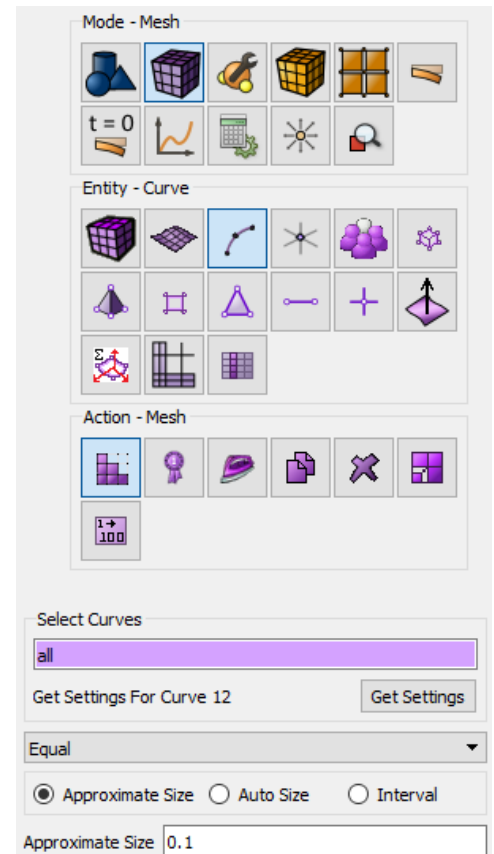 Mode - Mesh
t = 0
Entity - Curve
Σ
Action - Mesh
1→
100
Select Curves
all
Get Settings For Curve 12 Get Settings
Equal
Approximate Size Auto Size Interval
Approximate Size 0.1